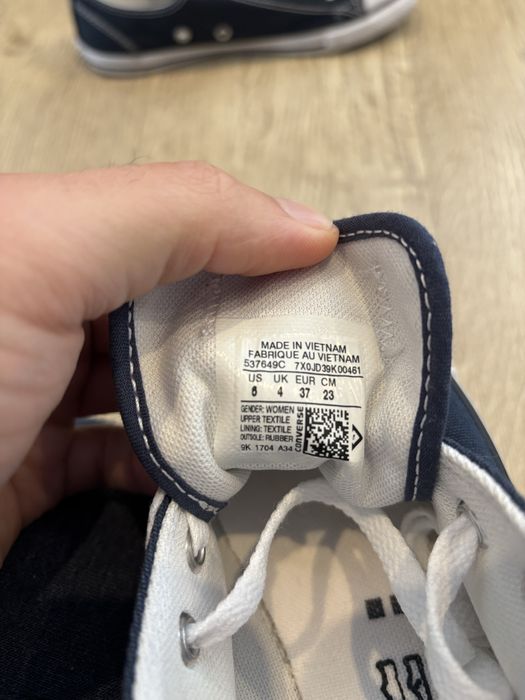 MADE IN VIETNAM
FABRIQUE AU VIETNAM
537649C 7X0JD39K00461
US UK EUR CM
6 4 37 23
GENDER: WOMEN
UPPER TEXTILE
LINING: TEXTILE
OUTSOLE: RUBBER
9K 1704 A34
CONVERSE